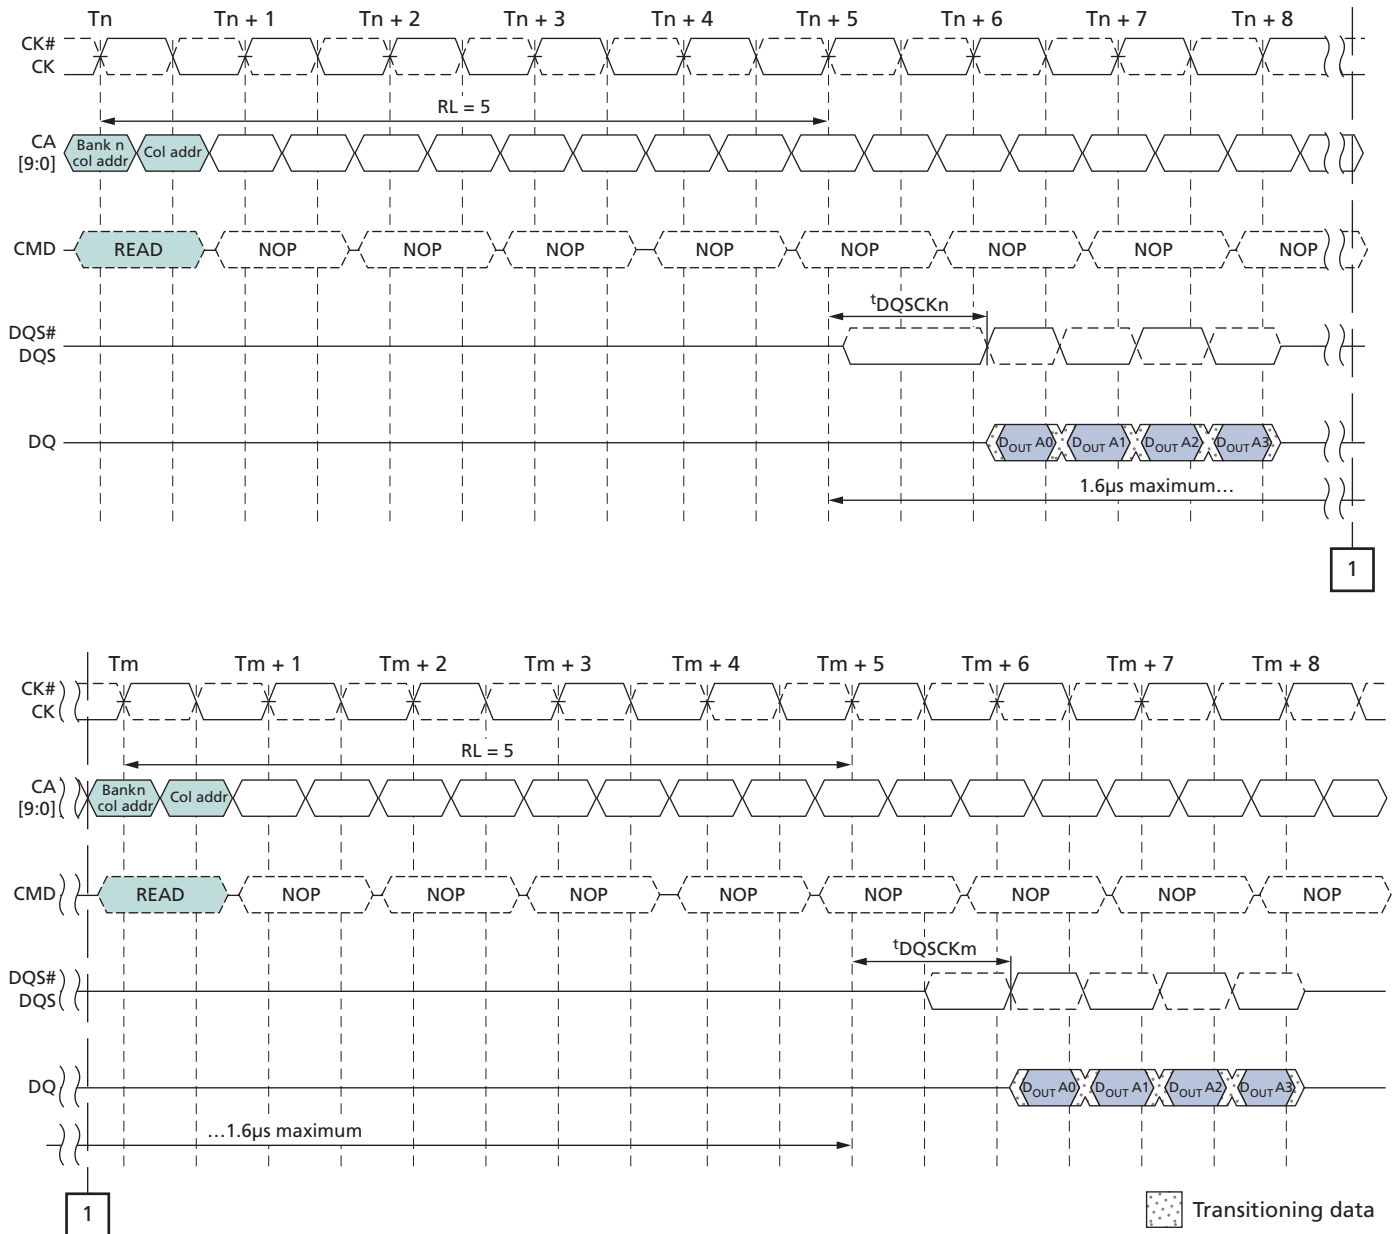 Tn Tn + 1 Tn + 2 Tn + 3 Tn + 4 Tn + 5 Tn + 6 Tn + 7 Tn + 8
CK#
CK
RL = 5
CA
[9:0]
Bank n
col addr
Col addr
CMD READ NOP NOP NOP NOP NOP NOP NOP NOP
tDQSCKn
DQS#
DQS
DQ DOUT A0 DOUT A1 DOUT A2 DOUT A3
1.6µs maximum…
1
Tm Tm + 1 Tm + 2 Tm + 3 Tm + 4 Tm + 5 Tm + 6 Tm + 7 Tm + 8
CK#
CK
RL = 5
CA
[9:0]
Bankn
col addr
Col addr
CMD READ NOP NOP NOP NOP NOP NOP NOP NOP
tDQSCKm
DQS#
DQS
DQ DOUT A0 DOUT A1 DOUT A2 DOUT A3
…1.6µs maximum
1
Transitioning data